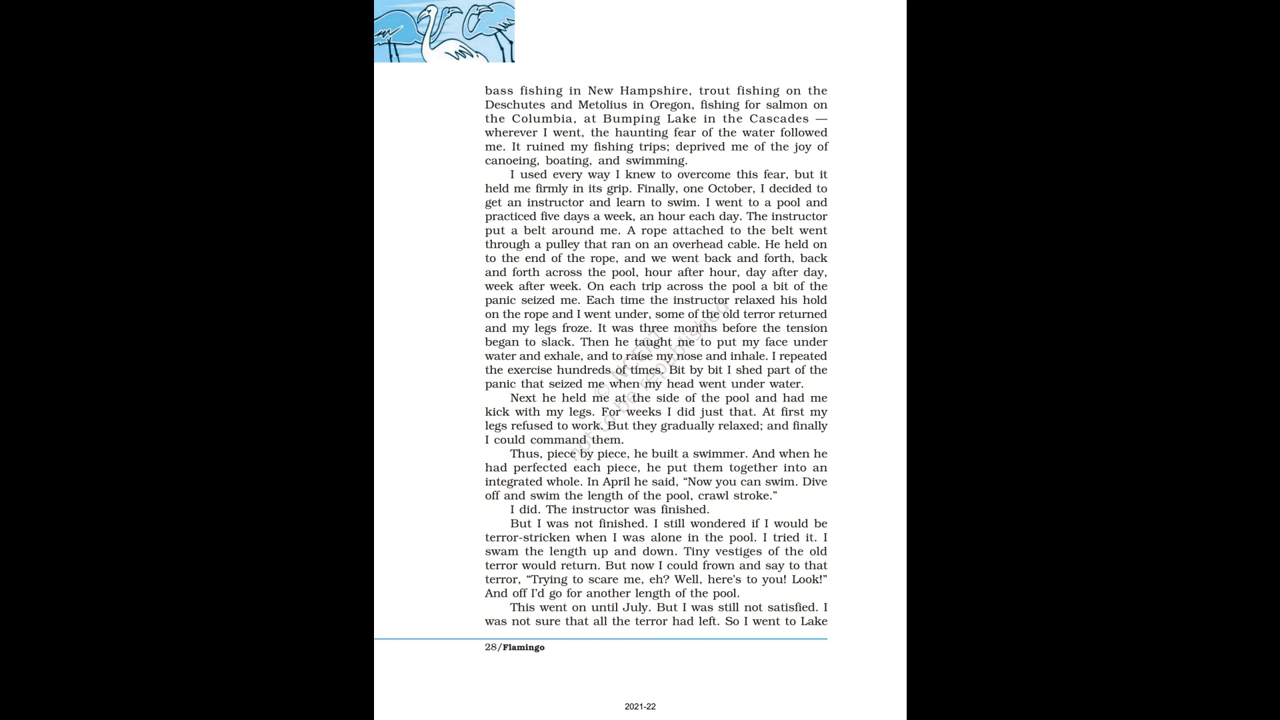 bass fishing in New Hampshire, trout fishing on the
Deschutes and Metolius in Oregon, fishing for salmon on
the Columbia, at Bumping Lake in the Cascades —
wherever I went, the haunting fear of the water followed
me. It ruined my fishing trips; deprived me of the joy of
canoeing, boating, and swimming.
I used every way I knew to overcome this fear, but it
held me firmly in its grip. Finally, one October, I decided to
get an instructor and learn to swim. I went to a pool and
practiced five days a week, an hour each day. The instructor
put a belt around me. A rope attached to the belt went
through a pulley that ran on an overhead cable. He held on
to the end of the rope, and we went back and forth, back
and forth across the pool, hour after hour, day after day,
week after week. On each trip across the pool a bit of the
panic seized me. Each time the instructor relaxed his hold
on the rope and I went under, some of the old terror returned
and my legs froze. It was three months before the tension
began to slack. Then he taught me to put my face under
water and exhale, and to raise my nose and inhale. I repeated
the exercise hundreds of times. Bit by bit I shed part of the
panic that seized me when my head went under water.
Next he held me at the side of the pool and had me
kick with my legs. For weeks I did just that. At first my
legs refused to work. But they gradually relaxed; and finally
I could command them.
Thus, piece by piece, he built a swimmer. And when he
had perfected each piece, he put them together into an
integrated whole. In April he said, “Now you can swim. Dive
off and swim the length of the pool, crawl stroke.”
I did. The instructor was finished.
But I was not finished. I still wondered if I would be
terror-stricken when I was alone in the pool. I tried it. I
swam the length up and down. Tiny vestiges of the old
terror would return. But now I could frown and say to that
terror, “Trying to scare me, eh? Well, here’s to you! Look!”
And off I’d go for another length of the pool.
This went on until July. But I was still not satisfied. I
was not sure that all the terror had left. So I went to Lake
28/Flamingo
2021-22
© NCERT
not to be republished